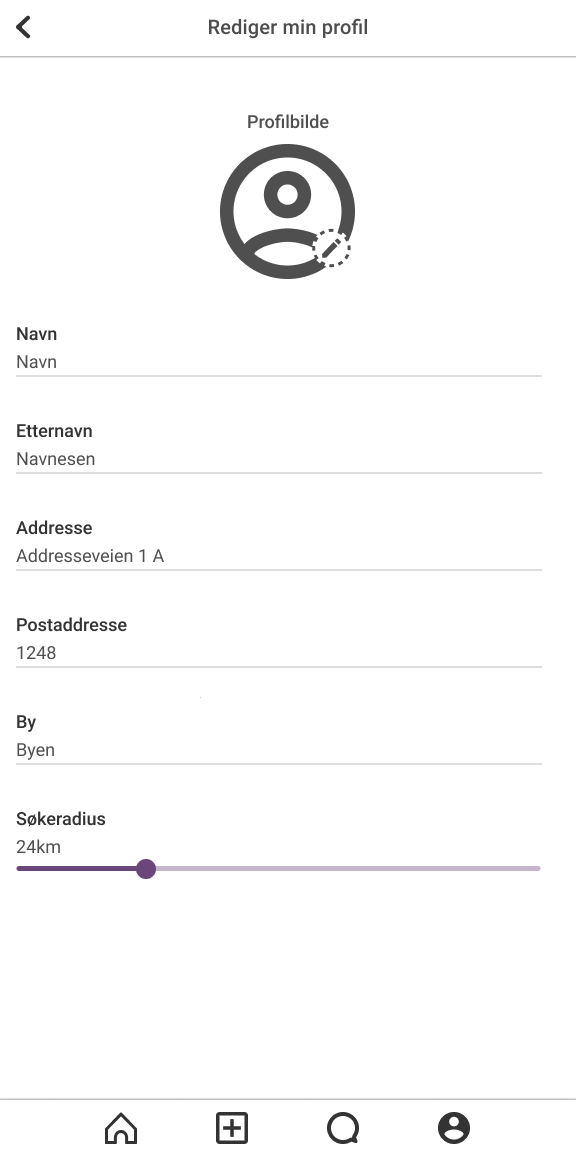 Rediger min profil
Profilbilde
Navn
Navn
Etternavn
Navnesen
Addresse
Addresseveien 1 A
Postaddresse
1248
By
Byen
Søkeradius
24km